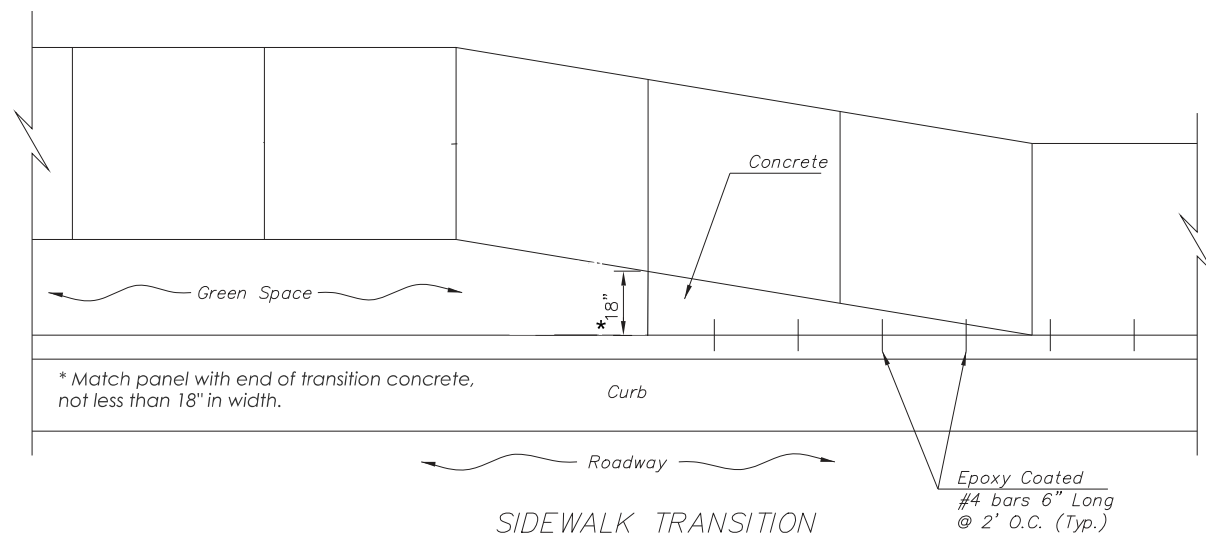 Concrete
Green Space
*18"
* Match panel with end of transition concrete,
not less than 18" in width.
Curb
Roadway
Epoxy Coated
#4 bars 6" Long
@ 2' O.C. (Typ.)
SIDEWALK TRANSITION